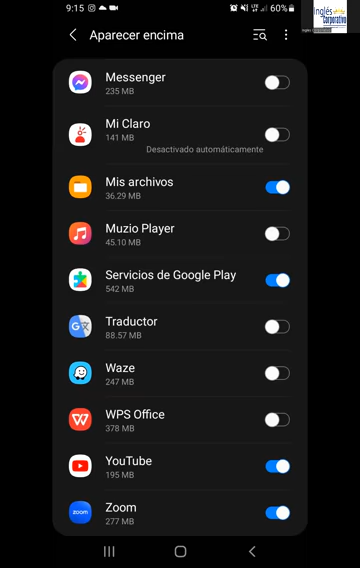 9:15
60%
Inglés
Corporativo
Aparecer encima
Messenger
235 MB
Mi Claro
141 MB
Desactivado automáticamente
Mis archivos
36.29 MB
Muzio Player
45.10 MB
Servicios de Google Play
542 MB
Traductor
88.57 MB
Waze
247 MB
WPS Office
378 MB
YouTube
195 MB
zoom
Zoom
277 MB